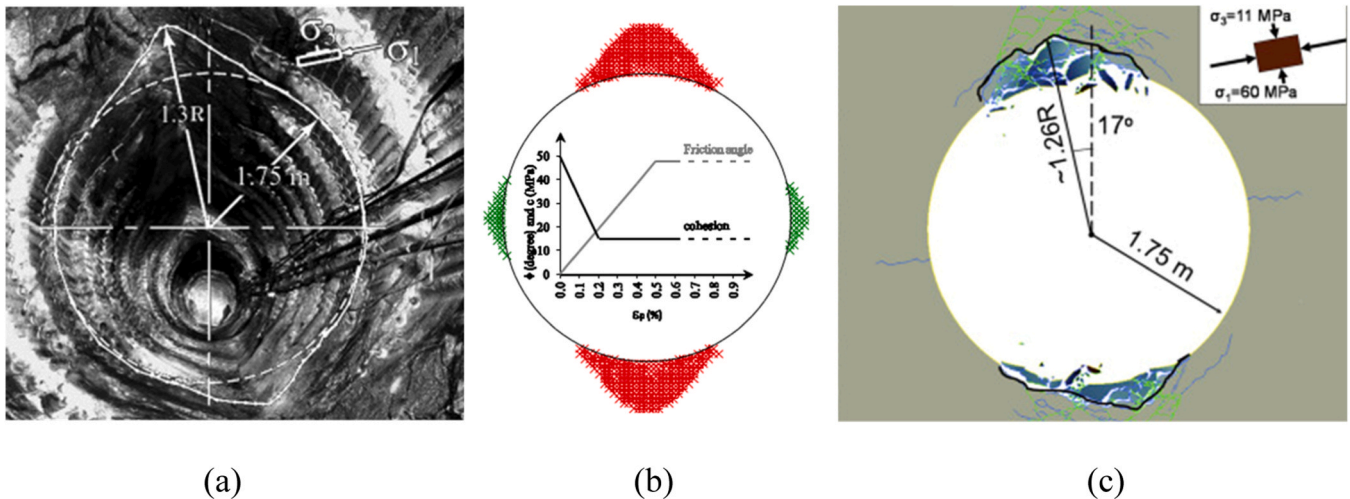 σ3
σ1
1.3R
1.75 m
50
40
30
20
10
0
ϕ (degree) and c (MPa)
Friction angle
cohesion
0.0
0.1
0.2
0.3
0.4
0.5
0.6
0.7
0.8
0.9
εp (%)
σ3=11 MPa
σ1=60 MPa
~1.26R
17º
1.75 m
(a)
(b)
(c)